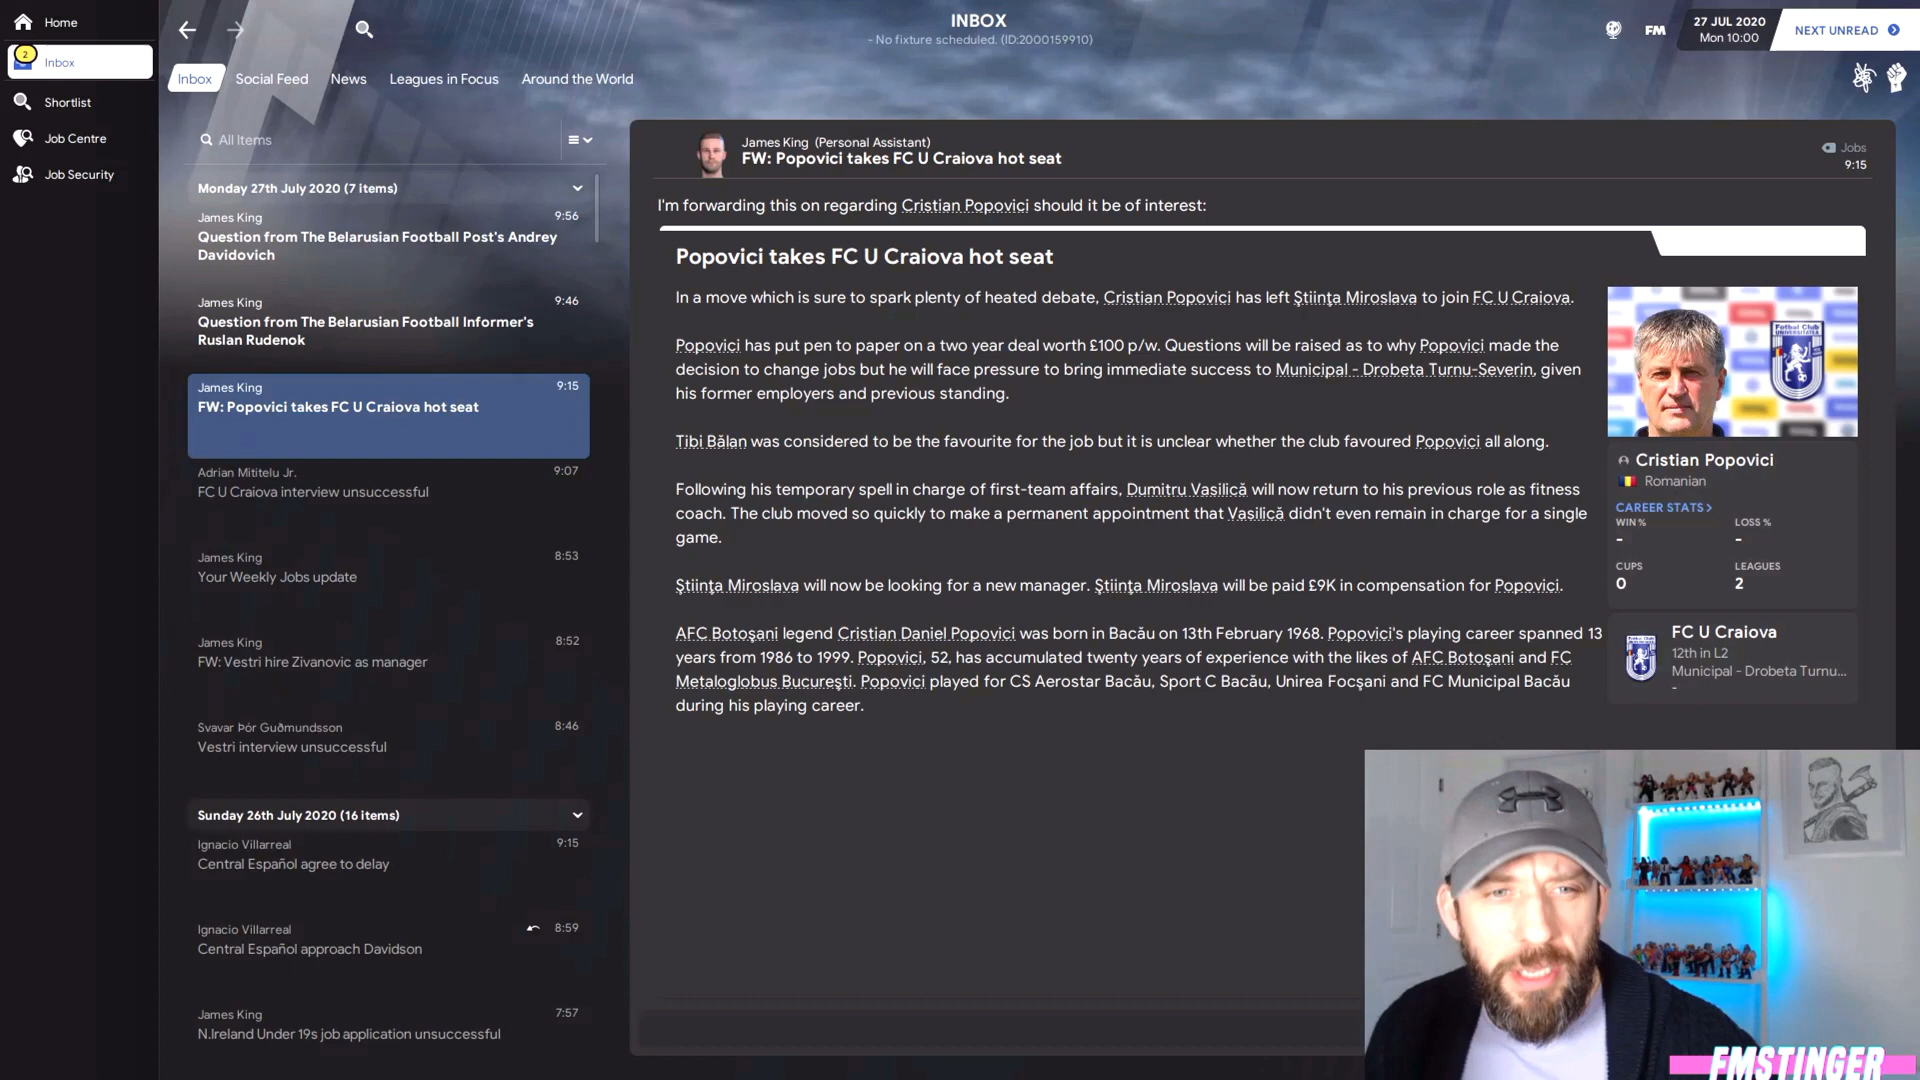 Home
2
Inbox
Shortlist
Job Centre
Job Security
INBOX
- No fixture scheduled. (ID:2000159910)
FM
27 JUL 2020
Mon 10:00
NEXT UNREAD
Inbox
Social Feed
News
Leagues in Focus
Around the World
All Items
Monday 27th July 2020 (7 items)
James King
9:56
Question from The Belarusian Football Post's Andrey
Davidovich
James King
9:46
Question from The Belarusian Football Informer's
Ruslan Rudenok
James King
9:15
FW: Popovici takes FC U Craiova hot seat
Adrian Mititelu Jr.
9:07
FC U Craiova interview unsuccessful
James King
8:53
Your Weekly Jobs update
James King
8:52
FW: Vestri hire Zivanovic as manager
Svavar Þór Guðmundsson
8:46
Vestri interview unsuccessful
Sunday 26th July 2020 (16 items)
Ignacio Villarreal
9:15
Central Español agree to delay
Ignacio Villarreal
8:59
Central Español approach Davidson
James King
7:57
N.Ireland Under 19s job application unsuccessful
James King (Personal Assistant)
FW: Popovici takes FC U Craiova hot seat
Jobs
9:15
I'm forwarding this on regarding Cristian Popovici should it be of interest:
Popovici takes FC U Craiova hot seat
In a move which is sure to spark plenty of heated debate, Cristian Popovici has left Ştiinţa Miroslava to join FC U Craiova.
Popovici has put pen to paper on a two year deal worth £100 p/w. Questions will be raised as to why Popovici made the
decision to change jobs but he will face pressure to bring immediate success to Municipal - Drobeta Turnu-Severin, given
his former employers and previous standing.
Tibi Bălan was considered to be the favourite for the job but it is unclear whether the club favoured Popovici all along.
Following his temporary spell in charge of first-team affairs, Dumitru Vasilică will now return to his previous role as fitness
coach. The club moved so quickly to make a permanent appointment that Vasilică didn't even remain in charge for a single
game.
Ştiinţa Miroslava will now be looking for a new manager. Ştiinţa Miroslava will be paid £9K in compensation for Popovici.
AFC Botoşani legend Cristian Daniel Popovici was born in Bacău on 13th February 1968. Popovici's playing career spanned 13
years from 1986 to 1999. Popovici, 52, has accumulated twenty years of experience with the likes of AFC Botoşani and FC
Metaloglobus Bucureşti. Popovici played for CS Aerostar Bacău, Sport C Bacău, Unirea Focşani and FC Municipal Bacău
during his playing career.
Cristian Popovici
Romanian
CAREER STATS >
WIN %
LOSS %
-
-
CUPS
LEAGUES
0
2
FC U Craiova
12th in L2
Municipal - Drobeta Turnu...
-
FMSTINGER